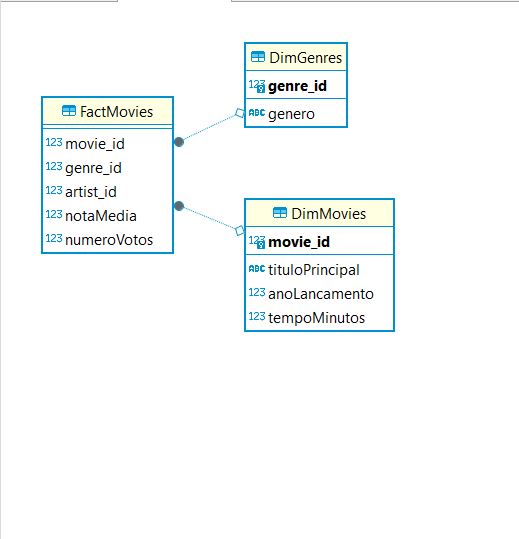 FactMovies
123 movie_id
123 genre_id
123 artist_id
123 notaMedia
123 numeroVotos
DimGenres
123 genre_id
ABC genero
DimMovies
123 movie_id
ABC tituloPrincipal
123 anoLancamento
123 tempoMinutos